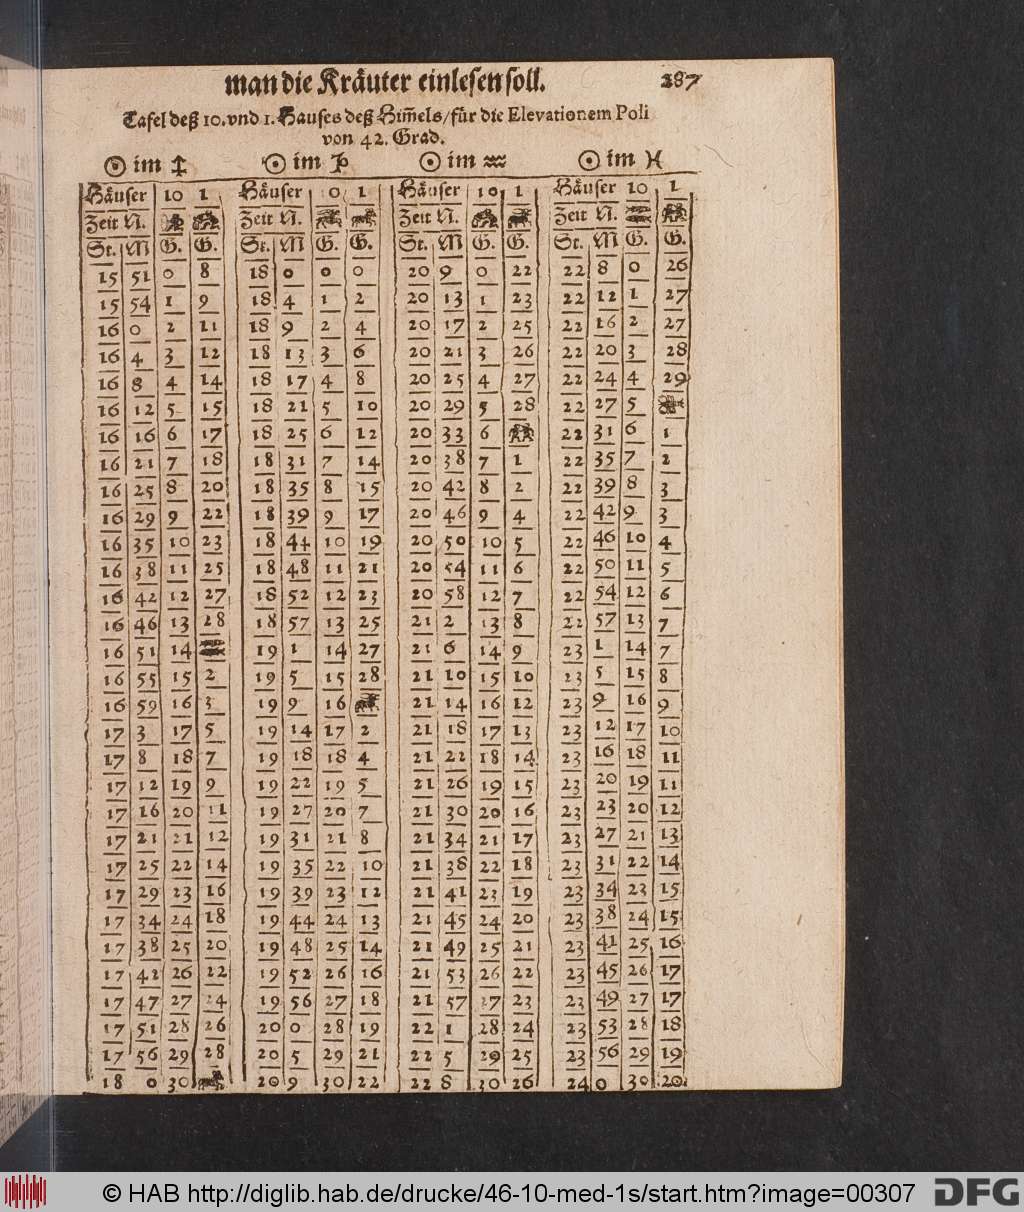 man die Kräuter einlesen soll. 287
Tafel deß 10. vnd 1. Hauses deß Him̃els / für die Elevationem Poli
von 42. Grad.
☉ im ♐ ☉ im ♑ ☉ im ♒ ☉ im ♓
Häuser 10 1 Häuser 0 1 Häuser 10 1 Häuser 10 1
Zeit N. Zeit N. Zeit N. Zeit N.
St. M G. G. St. M G. G. St. M G. G. St. M G. G.
15 51 0 8 18 0 0 0 20 9 0 22 22 8 0 26
15 54 1 9 18 4 1 2 20 13 1 23 22 12 1 27
16 0 2 11 18 9 2 4 20 17 2 25 22 16 2 27
16 4 3 12 18 13 3 6 20 21 3 26 22 20 3 28
16 8 4 14 18 17 4 8 20 25 4 27 22 24 4 29
16 12 5 15 18 21 5 10 20 29 5 28 22 27 5 ♋
16 16 6 17 18 25 6 12 20 33 6 ♊ 22 31 6 1
16 21 7 18 18 31 7 14 20 38 7 1 22 35 7 2
16 25 8 20 18 35 8 15 20 42 8 2 22 39 8 3
16 29 9 22 18 39 9 17 20 46 9 4 22 42 9 3
16 35 10 23 18 44 10 19 20 50 10 5 22 46 10 4
16 38 11 25 18 48 11 21 20 54 11 6 22 50 11 5
16 42 12 27 18 52 12 23 20 58 12 7 22 54 12 6
16 46 13 28 18 57 13 25 21 2 13 8 22 57 13 7
16 51 14 ♓ 19 1 14 27 21 6 14 9 23 1 14 7
16 55 15 2 19 5 15 28 21 10 15 10 23 5 15 8
16 59 16 3 19 9 16 ♉ 21 14 16 12 23 9 16 9
17 3 17 5 19 14 17 2 21 18 17 13 23 12 17 10
17 8 18 7 19 18 18 4 21 22 18 14 23 16 18 11
17 12 19 9 19 22 19 5 21 26 19 15 23 20 19 11
17 16 20 11 19 27 20 7 21 30 20 16 23 23 20 12
17 21 21 12 19 31 21 8 21 34 21 17 23 27 21 13
17 25 22 14 19 35 22 10 21 38 22 18 23 31 22 14
17 29 23 16 19 39 23 12 21 41 23 19 23 34 23 15
17 34 24 18 19 44 24 13 21 45 24 20 23 38 24 15
17 38 25 20 19 48 25 14 21 49 25 21 23 41 25 16
17 42 26 22 19 52 26 16 21 53 26 22 23 45 26 17
17 47 27 24 19 56 27 18 21 57 27 23 23 49 27 17
17 51 28 26 20 0 28 19 22 1 28 24 23 53 28 18
17 56 29 28 20 5 29 21 22 5 29 25 23 56 29 19
18 0 30 ♈ 20 9 30 22 22 8 30 26 24 0 30 20
© HAB http://diglib.hab.de/drucke/46-10-med-1s/start.htm?image=00307 DFG